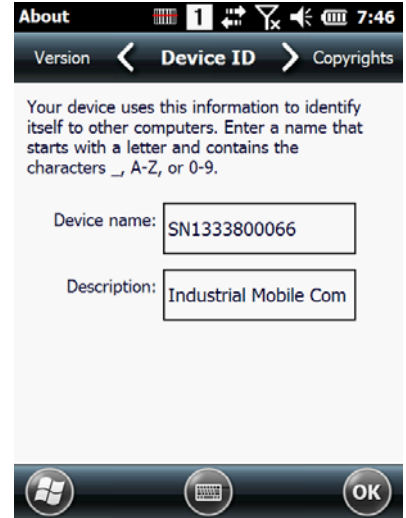 About 1 7:46
Version Device ID Copyrights
Your device uses this information to identify
itself to other computers. Enter a name that
starts with a letter and contains the
characters _, A-Z, or 0-9.
Device name: SN1333800066
Description: Industrial Mobile Com
OK